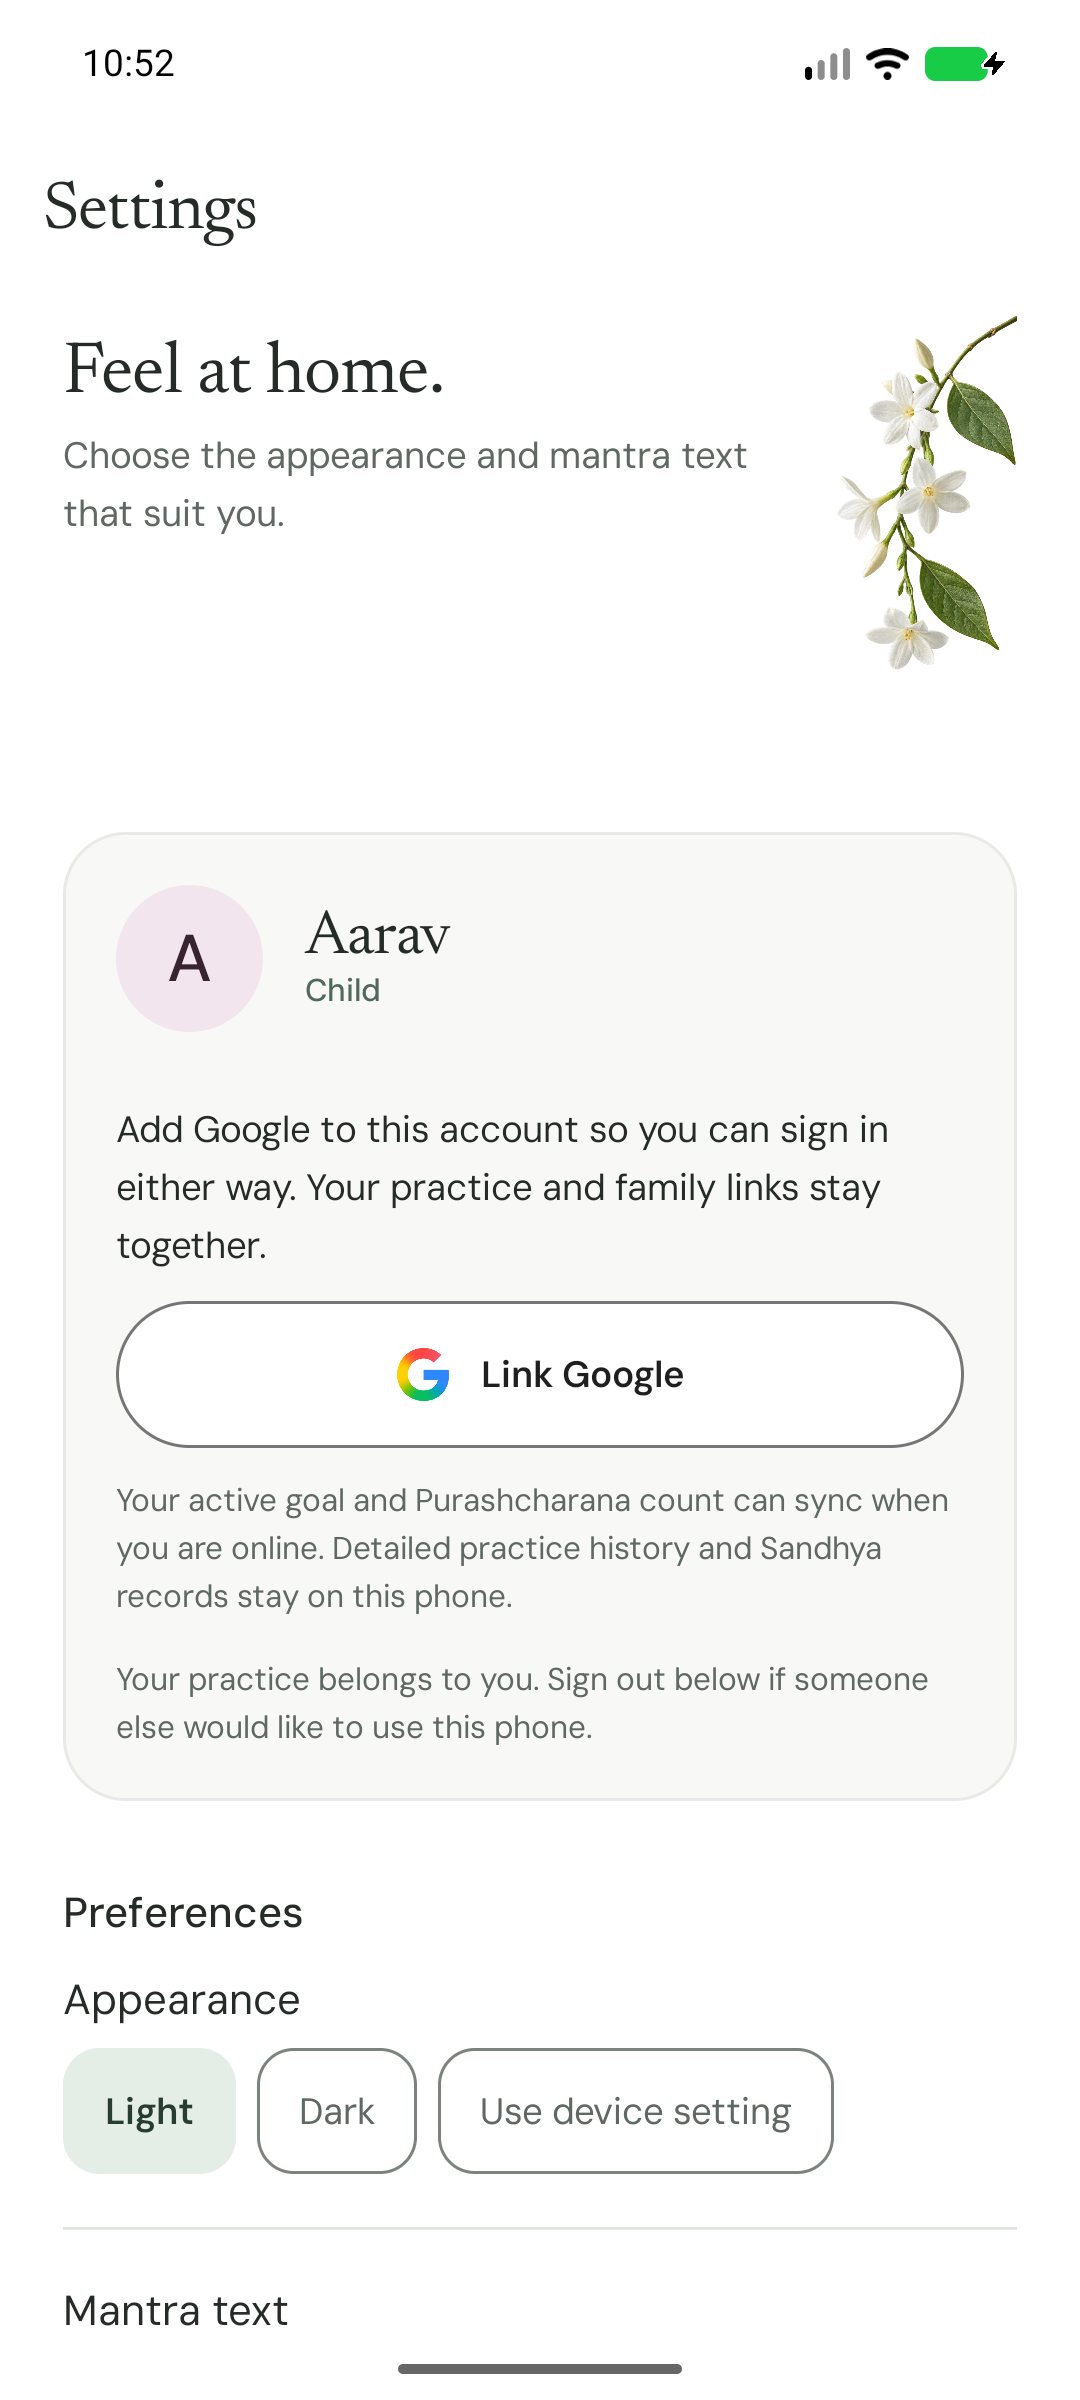 10:52
Settings
Feel at home.
Choose the appearance and mantra text
that suit you.
A
Aarav
Child
Add Google to this account so you can sign in
either way. Your practice and family links stay
together.
Link Google
Your active goal and Purashcharana count can sync when
you are online. Detailed practice history and Sandhya
records stay on this phone.
Your practice belongs to you. Sign out below if someone
else would like to use this phone.
Preferences
Appearance
Light
Dark
Use device setting
Mantra text